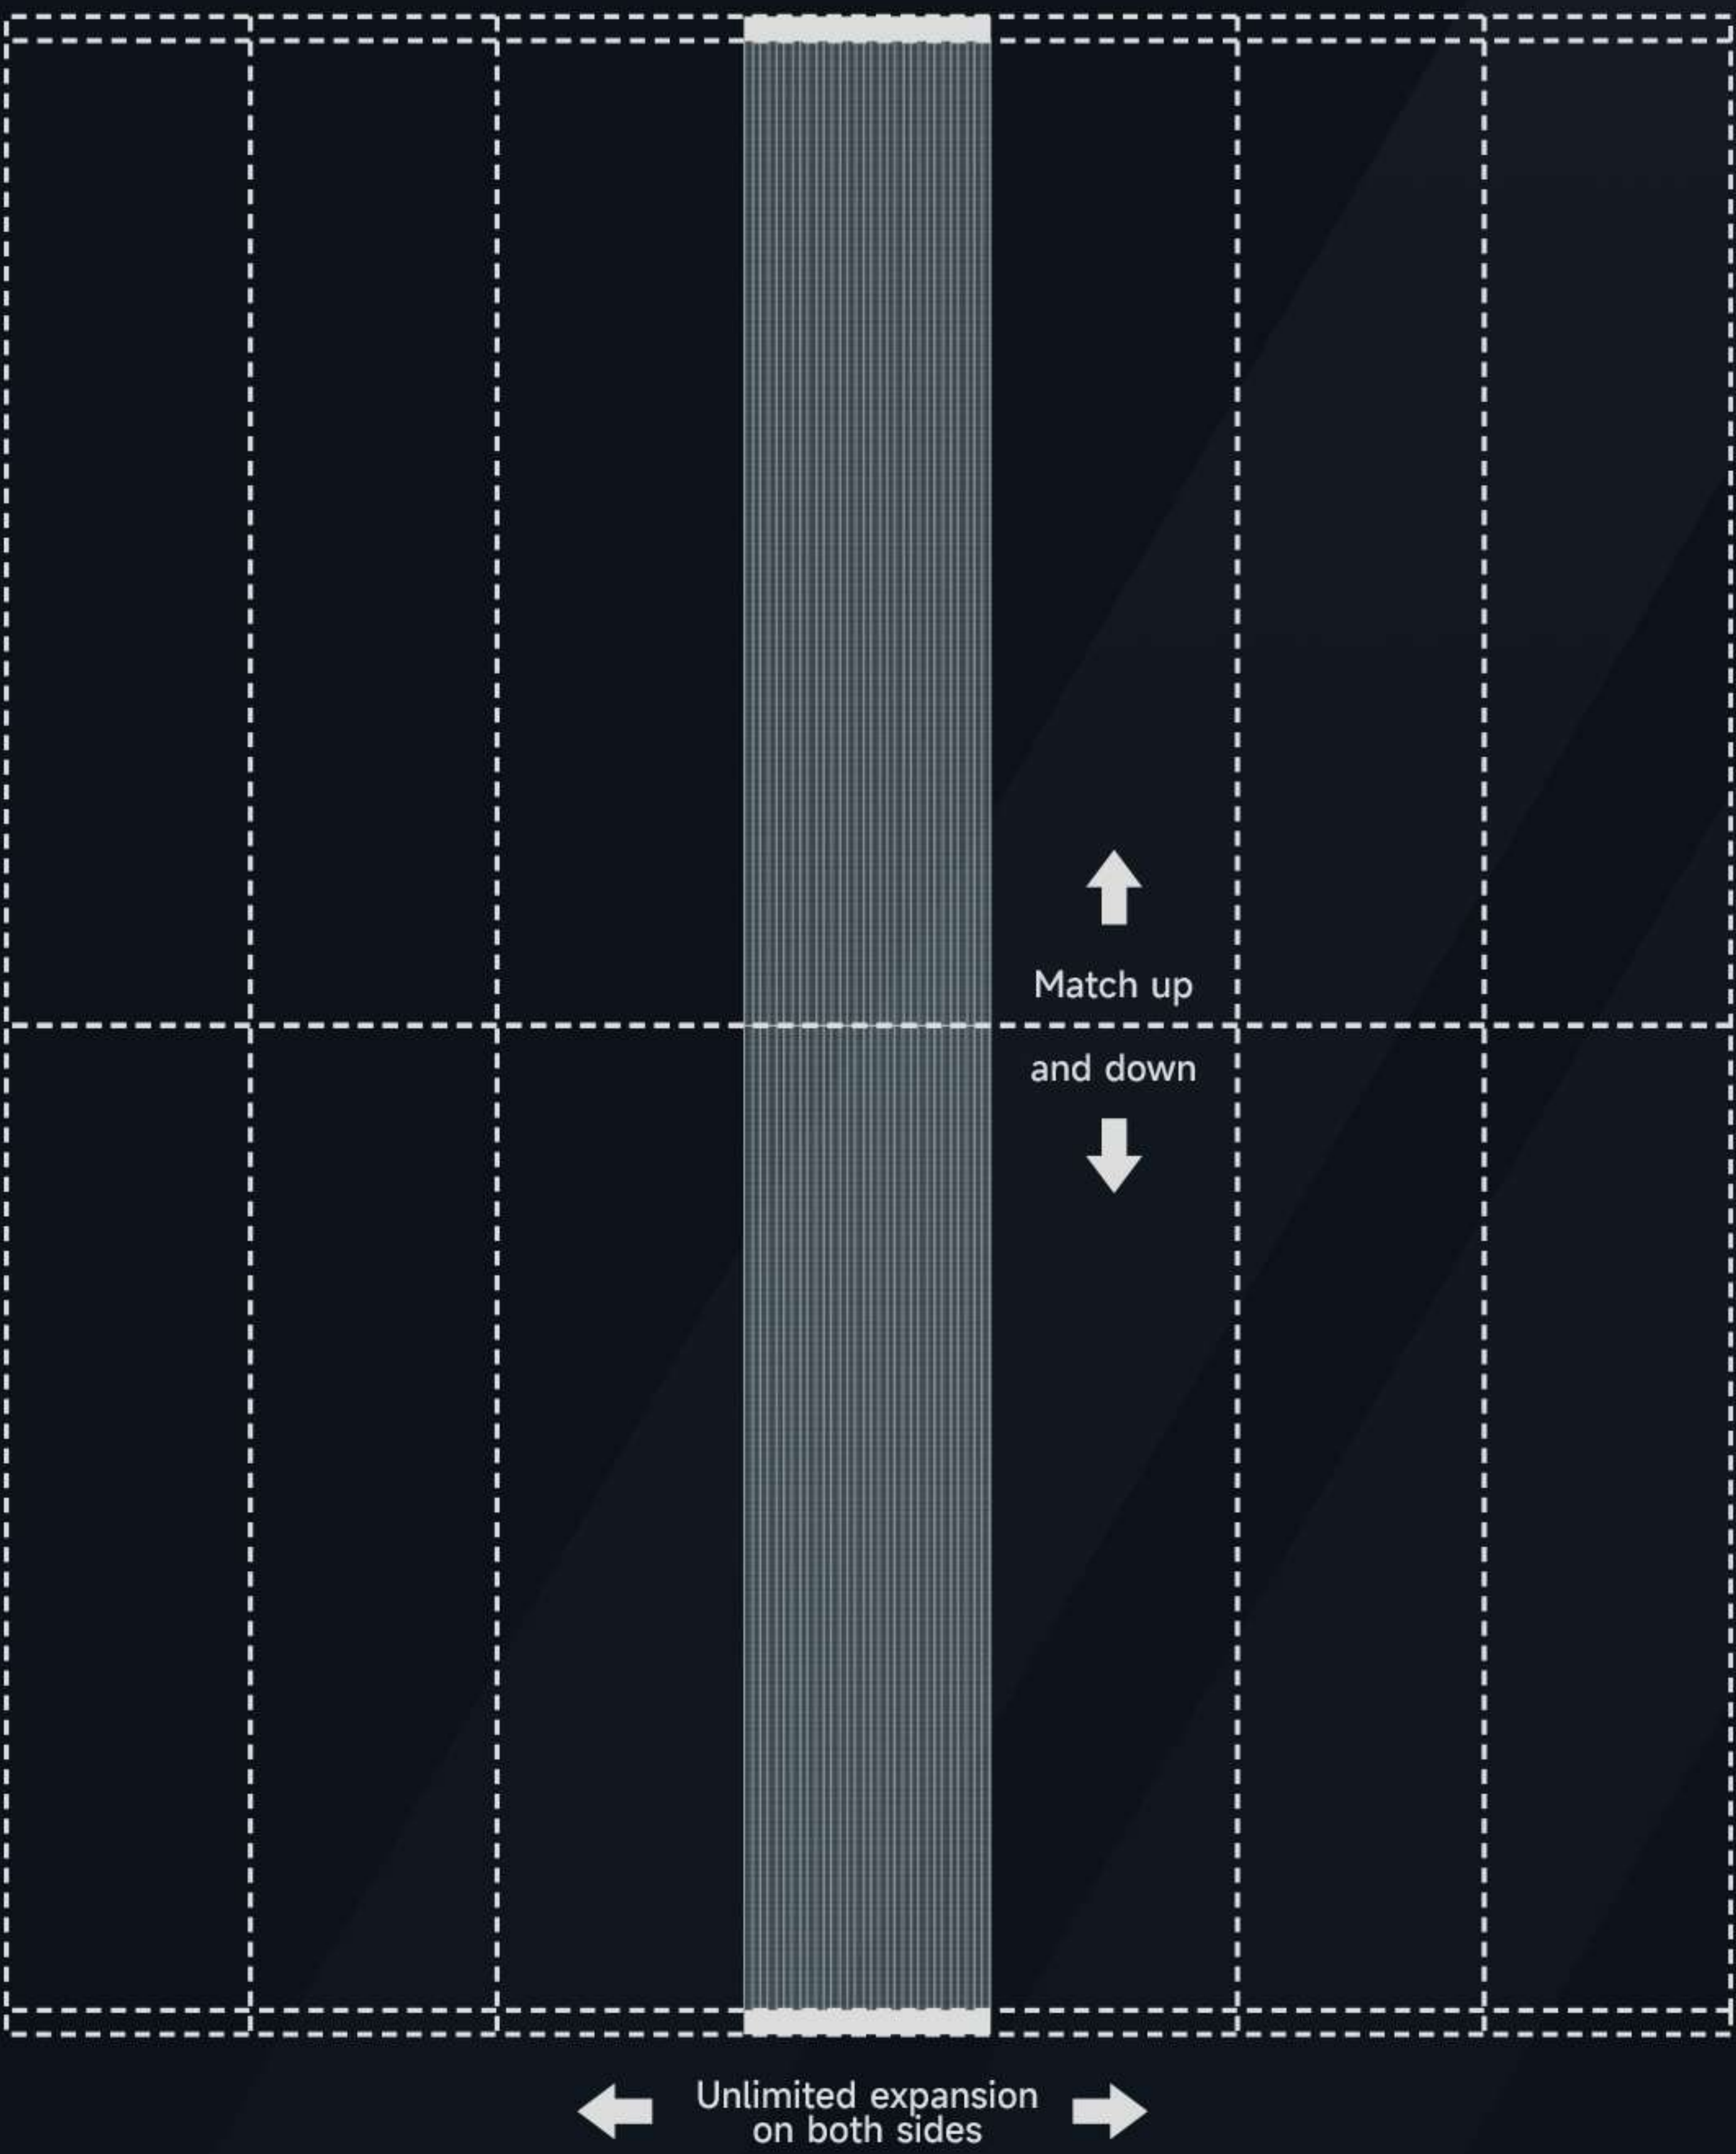 Match up
and down
Unlimited expansion
on both sides